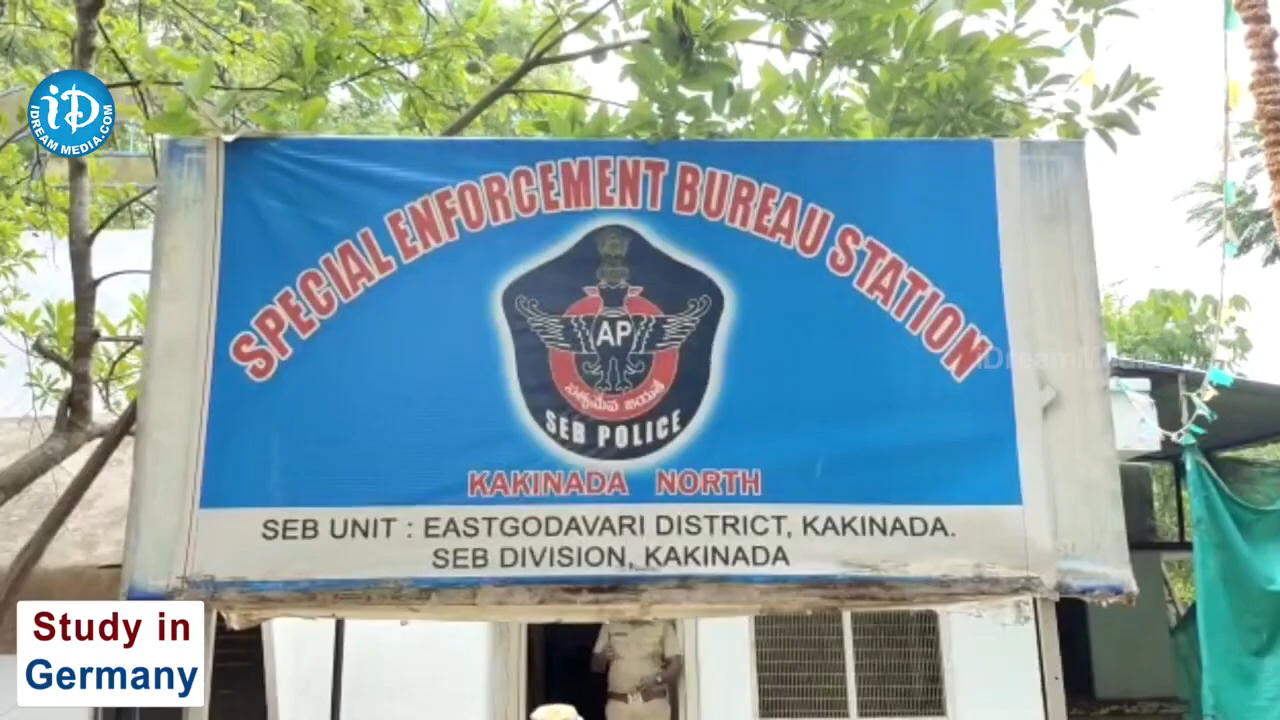 iD
IDREAM MEDIA.COM
SPECIAL ENFORCEMENT BUREAU STATION
AP
సత్యమేవ జయతే
SEB POLICE
KAKINADA NORTH
SEB UNIT : EASTGODAVARI DISTRICT, KAKINADA.
SEB DIVISION, KAKINADA
Study in
Germany